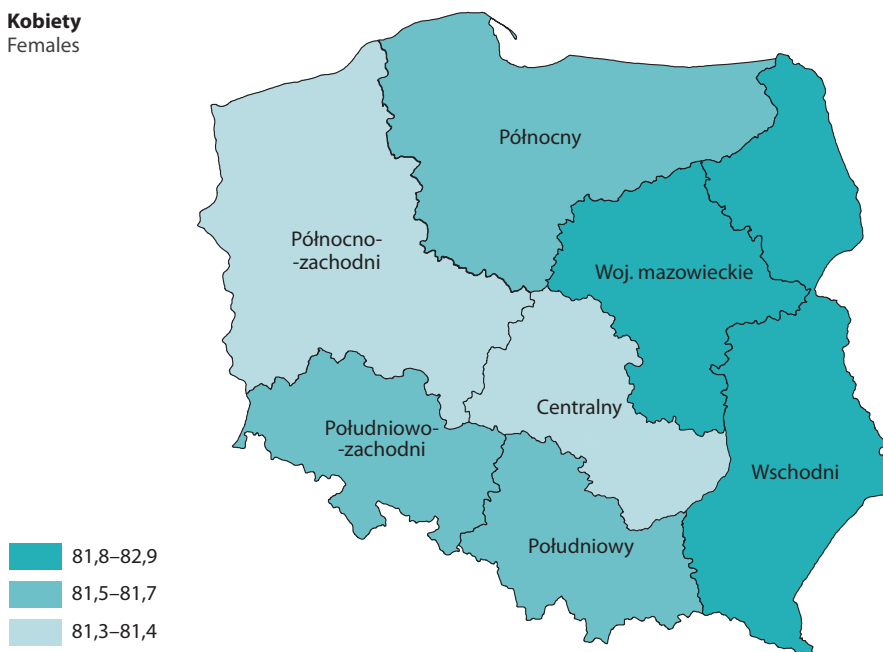 Kobiety
Females
Północny
Północno-
-zachodni
Woj. mazowieckie
Centralny
Południowo-
-zachodni
Wschodni
Południowy
81,8–82,9
81,5–81,7
81,3–81,4